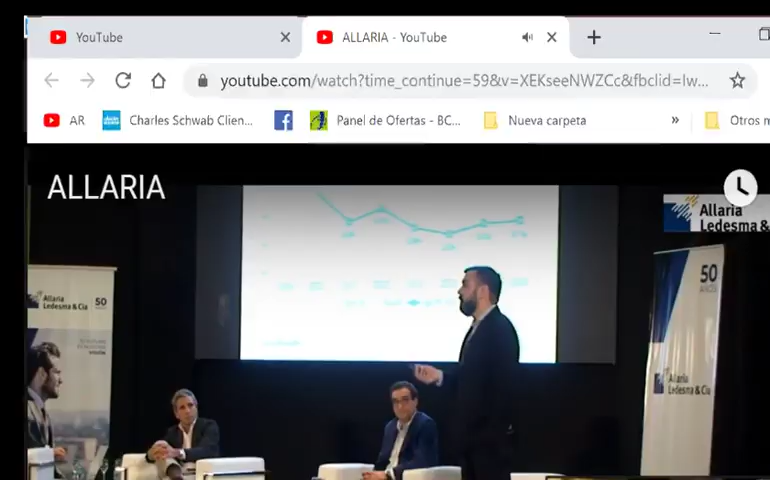 YouTube
ALLARIA - YouTube
youtube.com/watch?time_continue=59&v=XEKseeNWZCc&fbclid=Iw...
AR
Charles Schwab Clien...
Panel de Ofertas - BC...
Nueva carpeta
»
Otros m
ALLARIA
Allaria
Ledesma &
Allaria
Ledesma & Cia
50
50
AÑOS
Allaria
Ledesma & Cia